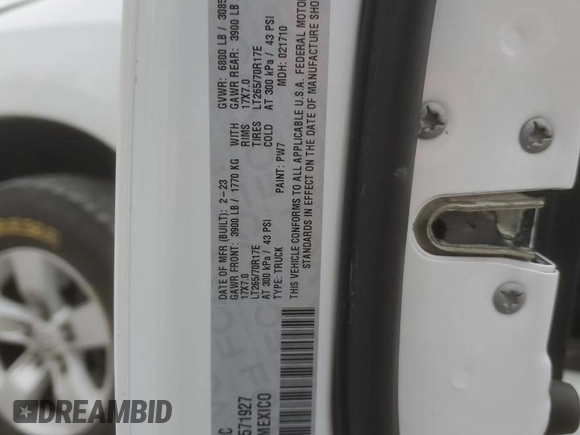 DATE OF MFR (BUILT): 2-23 GVWR: 6800 LB / 3085
GAWR FRONT: 3900 LB / 1770 KG WITH GAWR REAR: 3900 LB
17X7.0 RIMS 17X7.0
LT265/70R17E TIRES LT265/70R17E
AT 300 kPa / 43 PSI COLD AT 300 kPa / 43 PSI
TYPE: TRUCK PAINT: PW7 MDH: 021710
THIS VEHICLE CONFORMS TO ALL APPLICABLE U.S.A. FEDERAL MOTOR
STANDARDS IN EFFECT ON THE DATE OF MANUFACTURE SHO
571927
MEXICO
DREAMBID